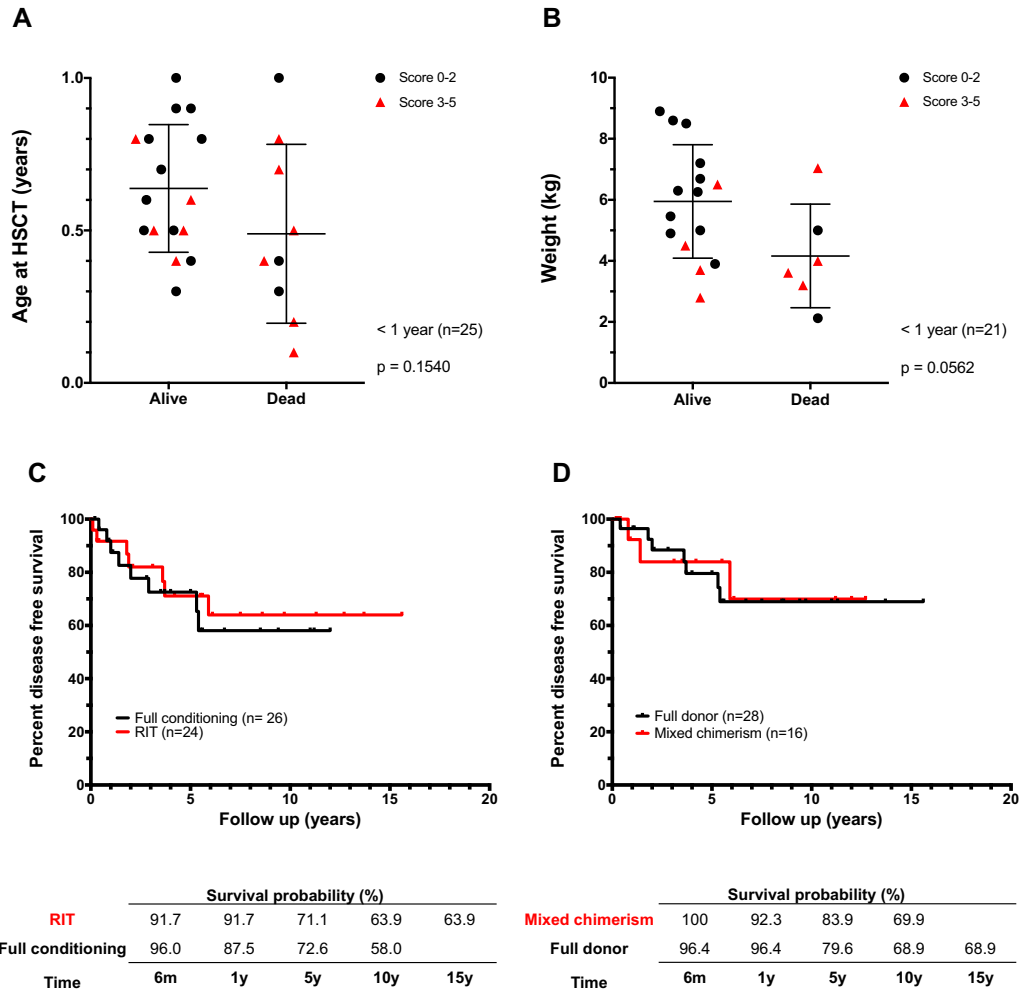 A
Age at HSCT (years)
1.0
0.5
0.0
Alive
Dead
Score 0-2
Score 3-5
< 1 year (n=25)
p = 0.1540
B
Weight (kg)
10
8
6
4
2
0
Alive
Dead
Score 0-2
Score 3-5
< 1 year (n=21)
p = 0.0562
C
Percent disease free survival
100
80
60
40
20
0
Full conditioning (n= 26)
RIT (n=24)
0 5 10 15 20
Follow up (years)
D
Percent disease free survival
100
80
60
40
20
0
Full donor (n=28)
Mixed chimerism (n=16)
0 5 10 15 20
Follow up (years)
Survival probability (%)
RIT 91.7 91.7 71.1 63.9 63.9
Full conditioning 96.0 87.5 72.6 58.0
Time 6m 1y 5y 10y 15y
Survival probability (%)
Mixed chimerism 100 92.3 83.9 69.9
Full donor 96.4 96.4 79.6 68.9 68.9
Time 6m 1y 5y 10y 15y